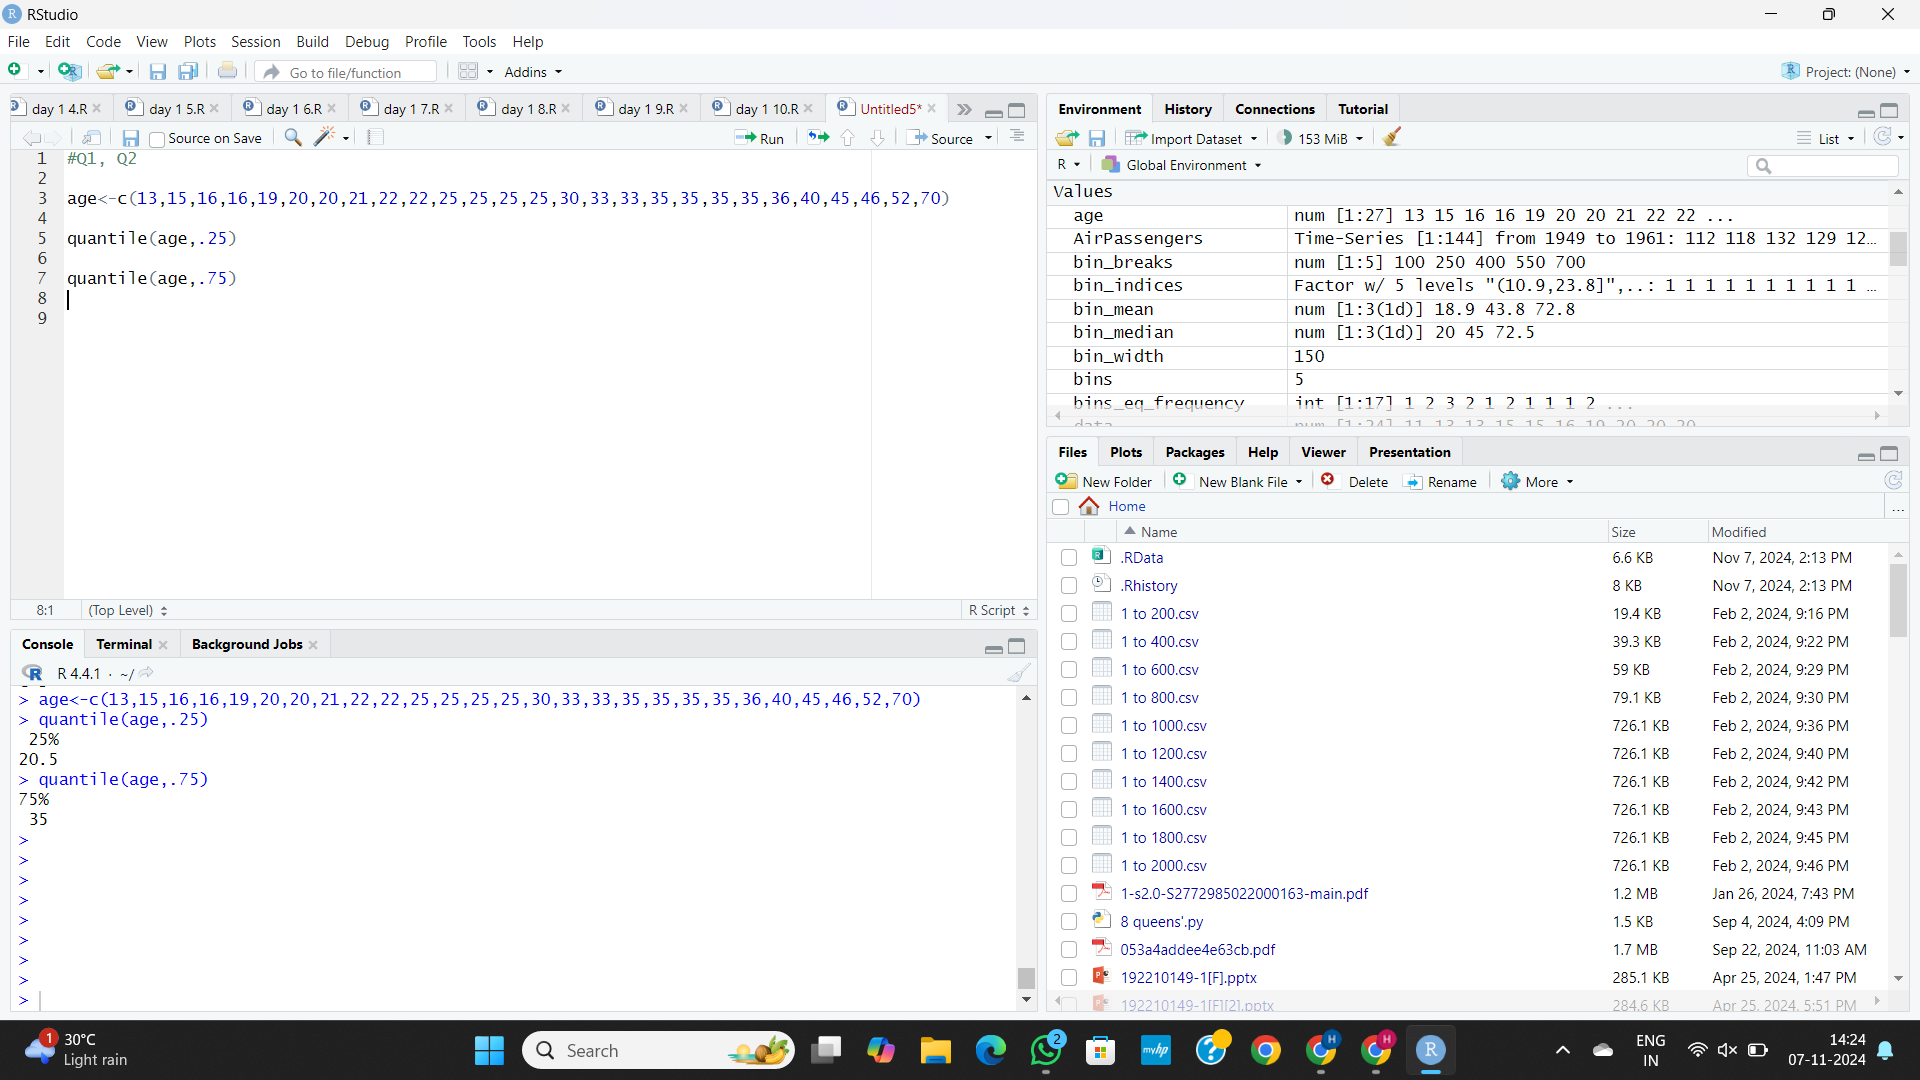 RStudio
File Edit Code View Plots Session Build Debug Profile Tools Help
Go to file/function Addins Project: (None)
day 1 4.R day 1 5.R day 1 6.R day 1 7.R day 1 8.R day 1 9.R day 1 10.R Untitled5*
Source on Save Run Source
1 #Q1, Q2
2
3 age<-c(13,15,16,16,19,20,20,21,22,22,25,25,25,25,30,33,33,35,35,35,35,36,40,45,46,52,70)
4
5 quantile(age,.25)
6
7 quantile(age,.75)
8
9
8:1 (Top Level) R Script
Console Terminal Background Jobs
R 4.4.1 · ~/
> age<-c(13,15,16,16,19,20,20,21,22,22,25,25,25,25,30,33,33,35,35,35,35,36,40,45,46,52,70)
> quantile(age,.25)
25%
20.5
> quantile(age,.75)
75%
35
>
>
>
>
>
>
>
>
>
Environment History Connections Tutorial
Import Dataset 153 MiB List
R Global Environment
Values
age num [1:27] 13 15 16 16 19 20 20 21 22 22 ...
AirPassengers Time-Series [1:144] from 1949 to 1961: 112 118 132 129 12…
bin_breaks num [1:5] 100 250 400 550 700
bin_indices Factor w/ 5 levels "(10.9,23.8]",..: 1 1 1 1 1 1 1 1 1 1 …
bin_mean num [1:3(1d)] 18.9 43.8 72.8
bin_median num [1:3(1d)] 20 45 72.5
bin_width 150
bins 5
bins_eq_frequency int [1:17] 1 2 3 2 1 2 1 1 1 2 ...
data num [1:24] 11 13 13 15 15 16 19 20 20 20
Files Plots Packages Help Viewer Presentation
New Folder New Blank File Delete Rename More
Home ...
Name Size Modified
.RData 6.6 KB Nov 7, 2024, 2:13 PM
.Rhistory 8 KB Nov 7, 2024, 2:13 PM
1 to 200.csv 19.4 KB Feb 2, 2024, 9:16 PM
1 to 400.csv 39.3 KB Feb 2, 2024, 9:22 PM
1 to 600.csv 59 KB Feb 2, 2024, 9:29 PM
1 to 800.csv 79.1 KB Feb 2, 2024, 9:30 PM
1 to 1000.csv 726.1 KB Feb 2, 2024, 9:36 PM
1 to 1200.csv 726.1 KB Feb 2, 2024, 9:40 PM
1 to 1400.csv 726.1 KB Feb 2, 2024, 9:42 PM
1 to 1600.csv 726.1 KB Feb 2, 2024, 9:43 PM
1 to 1800.csv 726.1 KB Feb 2, 2024, 9:45 PM
1 to 2000.csv 726.1 KB Feb 2, 2024, 9:46 PM
1-s2.0-S2772985022000163-main.pdf 1.2 MB Jan 26, 2024, 7:43 PM
8 queens'.py 1.5 KB Sep 4, 2024, 4:09 PM
053a4addee4e63cb.pdf 1.7 MB Sep 22, 2024, 11:03 AM
192210149-1[F].pptx 285.1 KB Apr 25, 2024, 1:47 PM
192210149-1[F][2].pptx 284.6 KB Apr 25, 2024, 5:51 PM
1 30°C
Light rain
Search
2
myhp
H
H
R
ENG
IN
14:24
07-11-2024